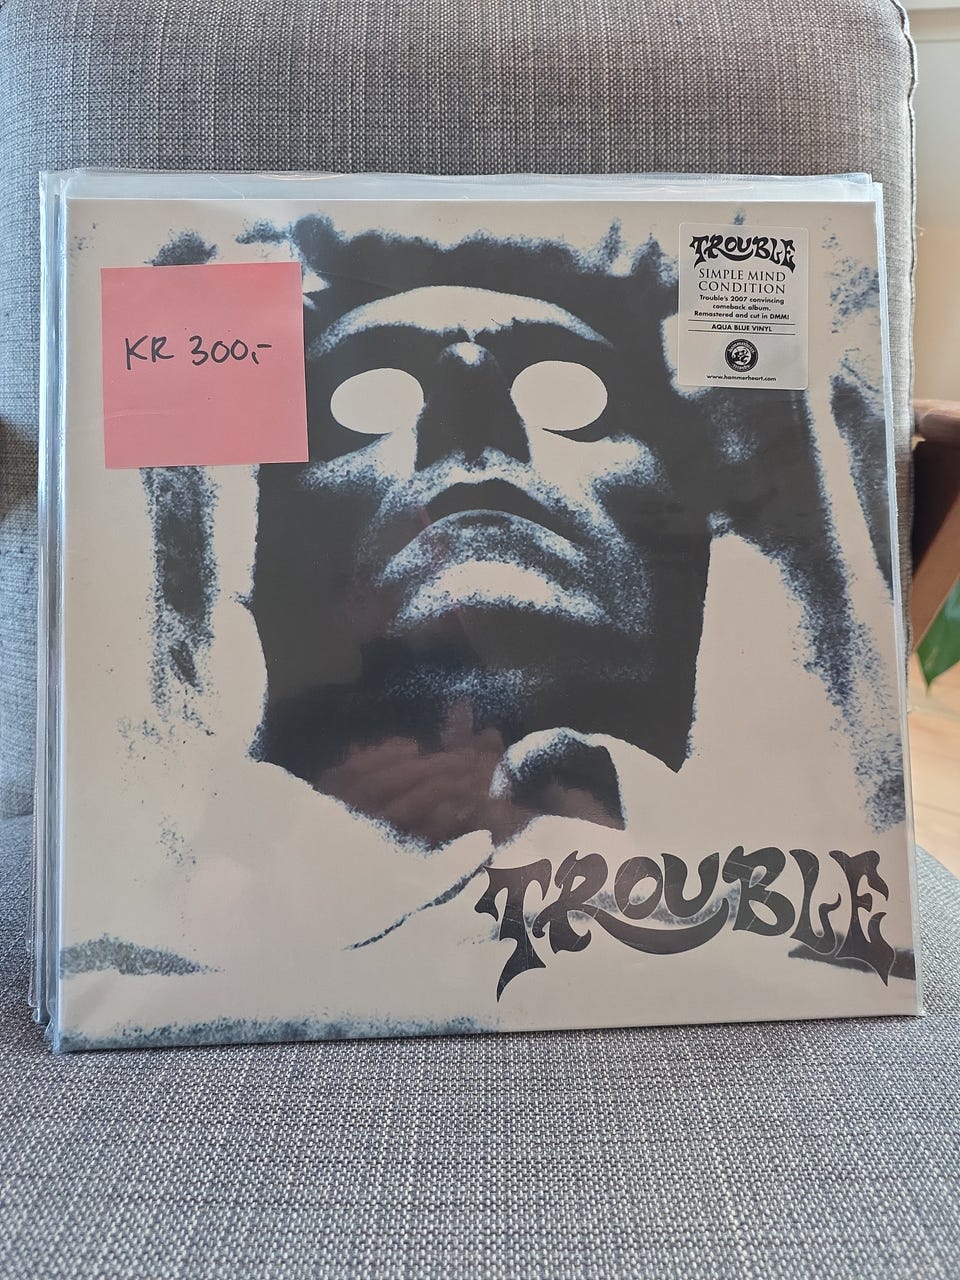 TROUBLE
SIMPLE MIND
CONDITION
Trouble's 2007 convincing
comeback album.
Remastered and cut in DMM!
AQUA BLUE VINYL
hammerheart
www.hammerheart.com
KR 300,-
TROUBLE